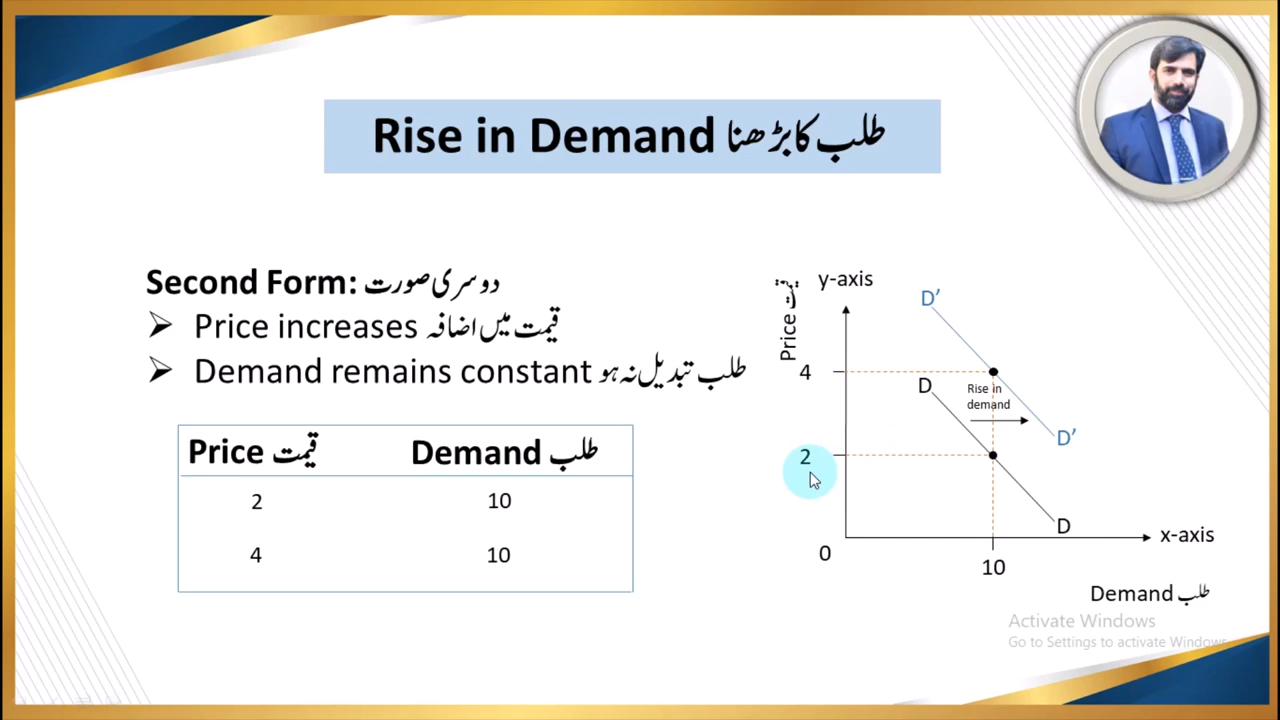 Rise in Demand طلب کا بڑھنا
Second Form: دوسری صورت
Price increases قیمت میں اضافہ
Demand remains constant طلب تبدیل نہ ہو
Price قیمت Demand طلب
2 10
4 10
y-axis
Price قیمت
D’
4
D
Rise in
demand
D’
2
D
x-axis
0
10
Demand طلب
Activate Windows
Go to Settings to activate Windows.